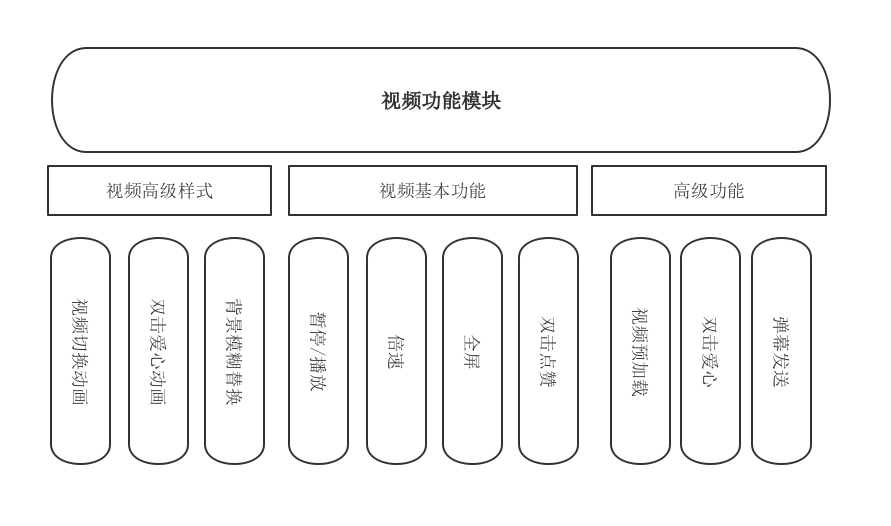 视频功能模块
视频高级样式
视频基本功能
高级功能
视频切换动画
双击爱心动画
背景模糊替换
暂停/播放
倍速
全屏
双击点赞
视频预加载
双击爱心
弹幕发送